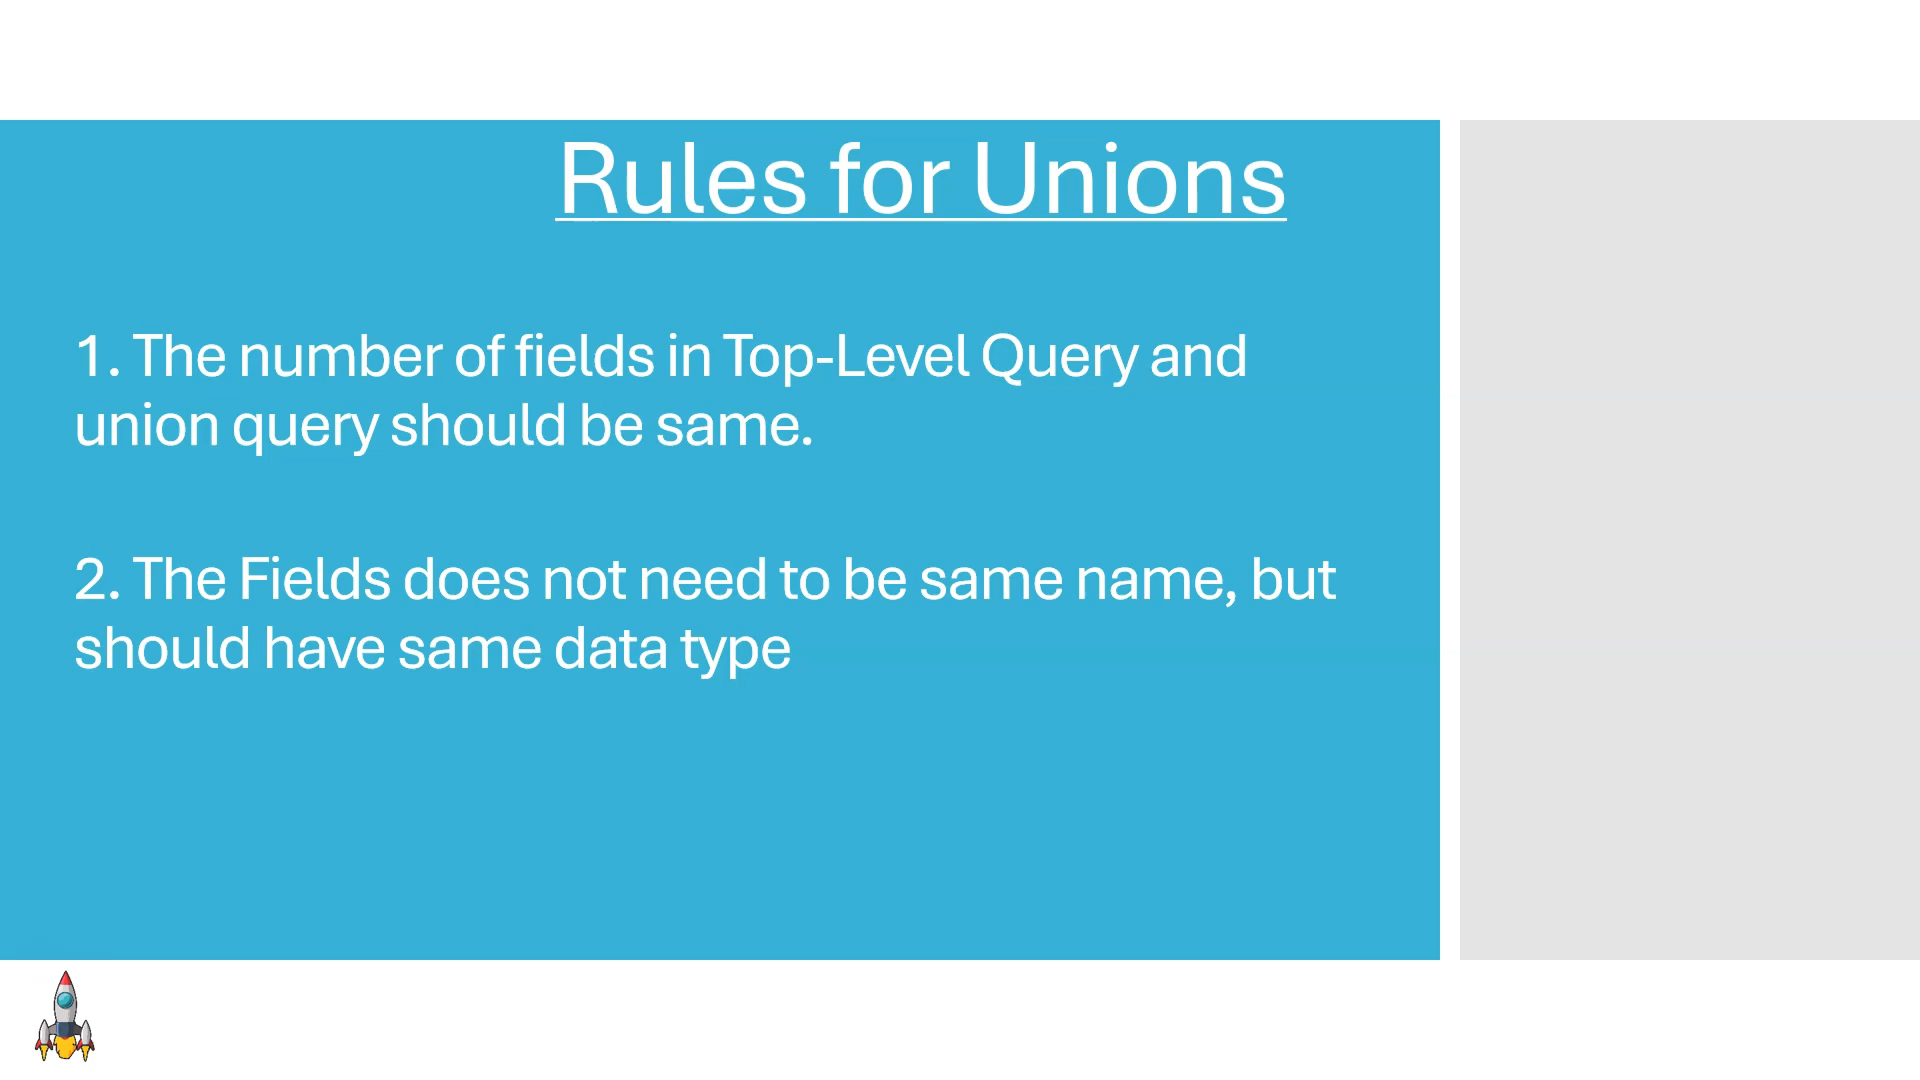 Rules for Unions
1. The number of fields in Top-Level Query and
union query should be same.
2. The Fields does not need to be same name, but
should have same data type